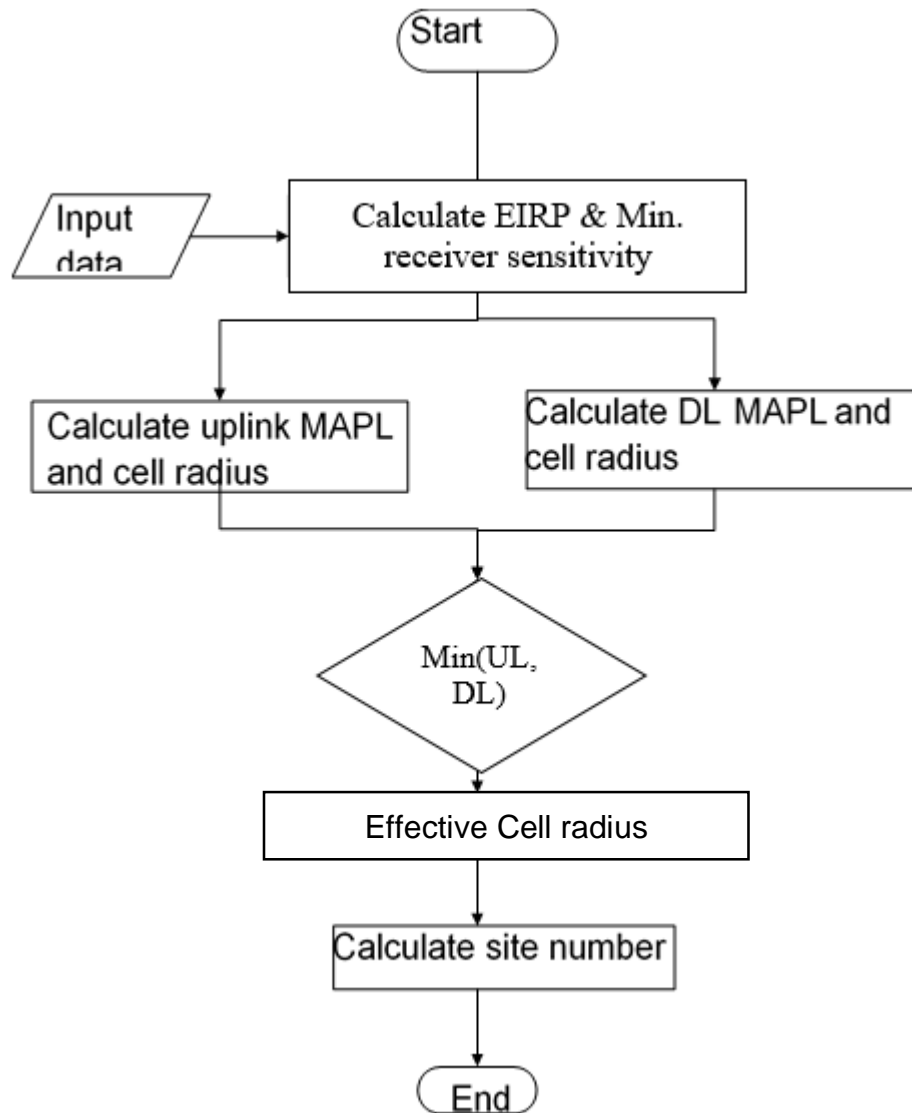 Start
Input
data
Calculate EIRP & Min.
receiver sensitivity
Calculate uplink MAPL
and cell radius
Calculate DL MAPL and
cell radius
Min(UL,
DL)
Effective Cell radius
Calculate site number
End